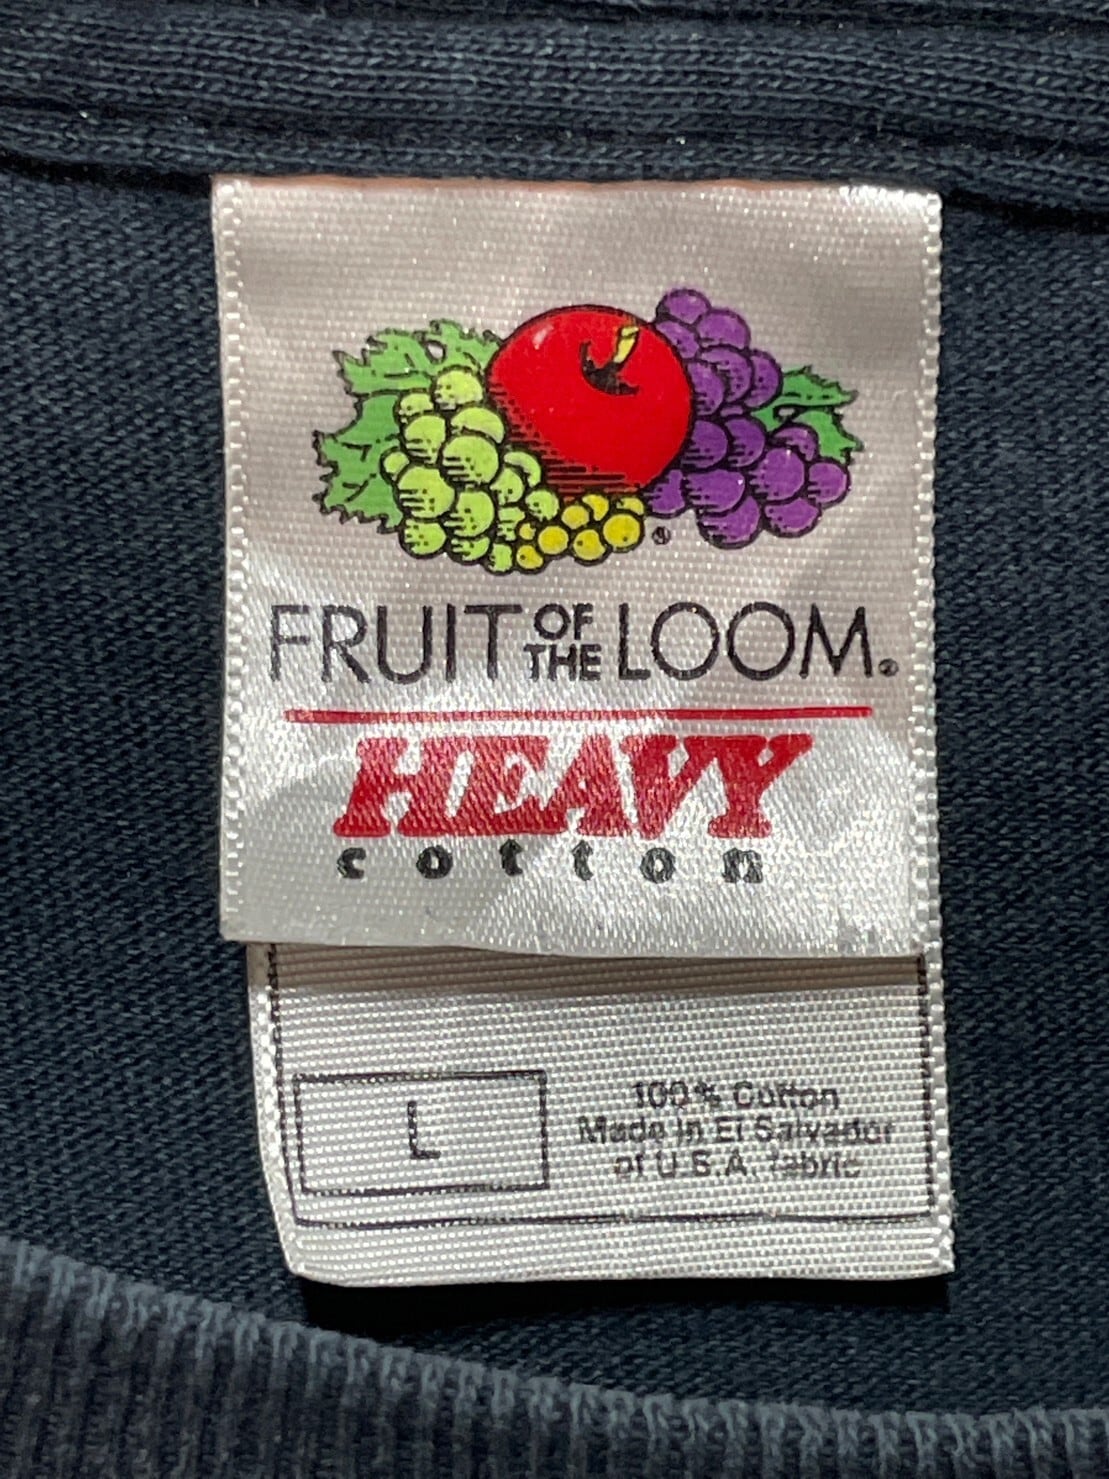 FRUIT OF THE LOOM®
HEAVY
cotton
L
100% Cotton
Made in El Salvador
of U.S.A. fabric